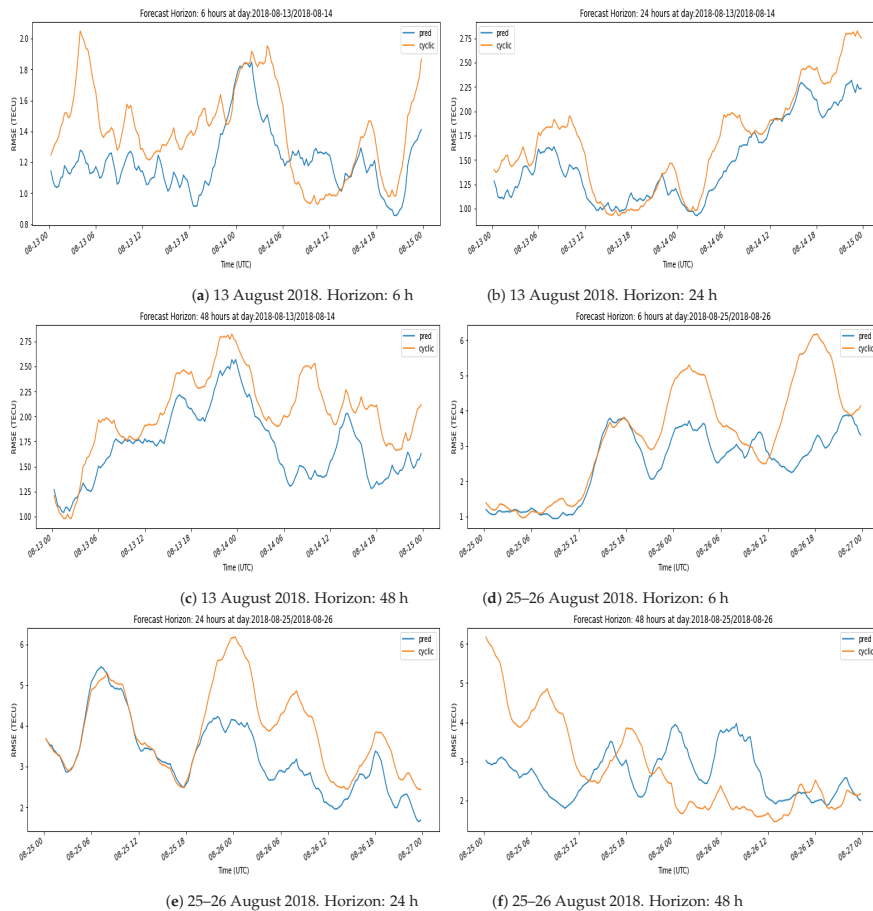 Forecast Horizon: 6 hours at day:2018-08-13/2018-08-14
RMSE (TECU)
2.0
1.8
1.6
1.4
1.2
1.0
0.8
pred
cyclic
08-13 00
08-13 06
08-13 12
08-13 18
08-14 00
08-14 06
08-14 12
08-14 18
08-15 00
Time (UTC)
(a) 13 August 2018. Horizon: 6 h
Forecast Horizon: 24 hours at day:2018-08-13/2018-08-14
RMSE (TECU)
2.75
2.50
2.25
2.00
1.75
1.50
1.25
1.00
pred
cyclic
08-13 00
08-13 06
08-13 12
08-13 18
08-14 00
08-14 06
08-14 12
08-14 18
08-15 00
Time (UTC)
(b) 13 August 2018. Horizon: 24 h
Forecast Horizon: 48 hours at day:2018-08-13/2018-08-14
RMSE (TECU)
2.75
2.50
2.25
2.00
1.75
1.50
1.25
1.00
pred
cyclic
08-13 00
08-13 06
08-13 12
08-13 18
08-14 00
08-14 06
08-14 12
08-14 18
08-15 00
Time (UTC)
(c) 13 August 2018. Horizon: 48 h
Forecast Horizon: 6 hours at day:2018-08-25/2018-08-26
RMSE (TECU)
6
5
4
3
2
1
pred
cyclic
08-25 00
08-25 06
08-25 12
08-25 18
08-26 00
08-26 06
08-26 12
08-26 18
08-27 00
Time (UTC)
(d) 25–26 August 2018. Horizon: 6 h
Forecast Horizon: 24 hours at day:2018-08-25/2018-08-26
RMSE (TECU)
6
5
4
3
2
pred
cyclic
08-25 00
08-25 06
08-25 12
08-25 18
08-26 00
08-26 06
08-26 12
08-26 18
08-27 00
Time (UTC)
(e) 25–26 August 2018. Horizon: 24 h
Forecast Horizon: 48 hours at day:2018-08-25/2018-08-26
RMSE (TECU)
6
5
4
3
2
pred
cyclic
08-25 00
08-25 06
08-25 12
08-25 18
08-26 00
08-26 06
08-26 12
08-26 18
08-27 00
Time (UTC)
(f) 25–26 August 2018. Horizon: 48 h